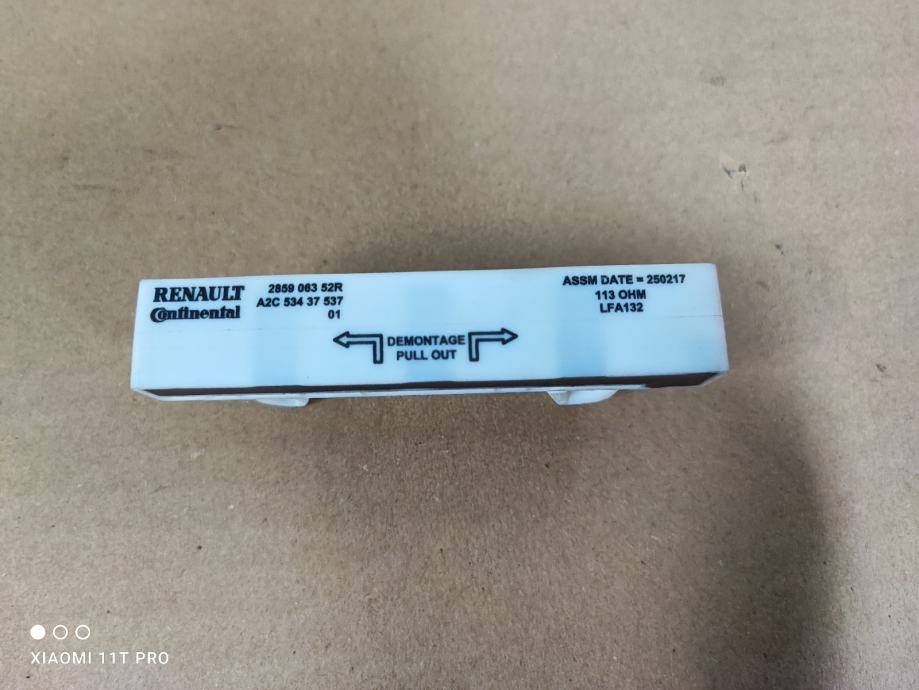 RENAULT
Continental
2859 063 52R
A2C 534 37 537
01
DEMONTAGE
PULL OUT
ASSM DATE = 250217
113 OHM
LFA132
XIAOMI 11T PRO